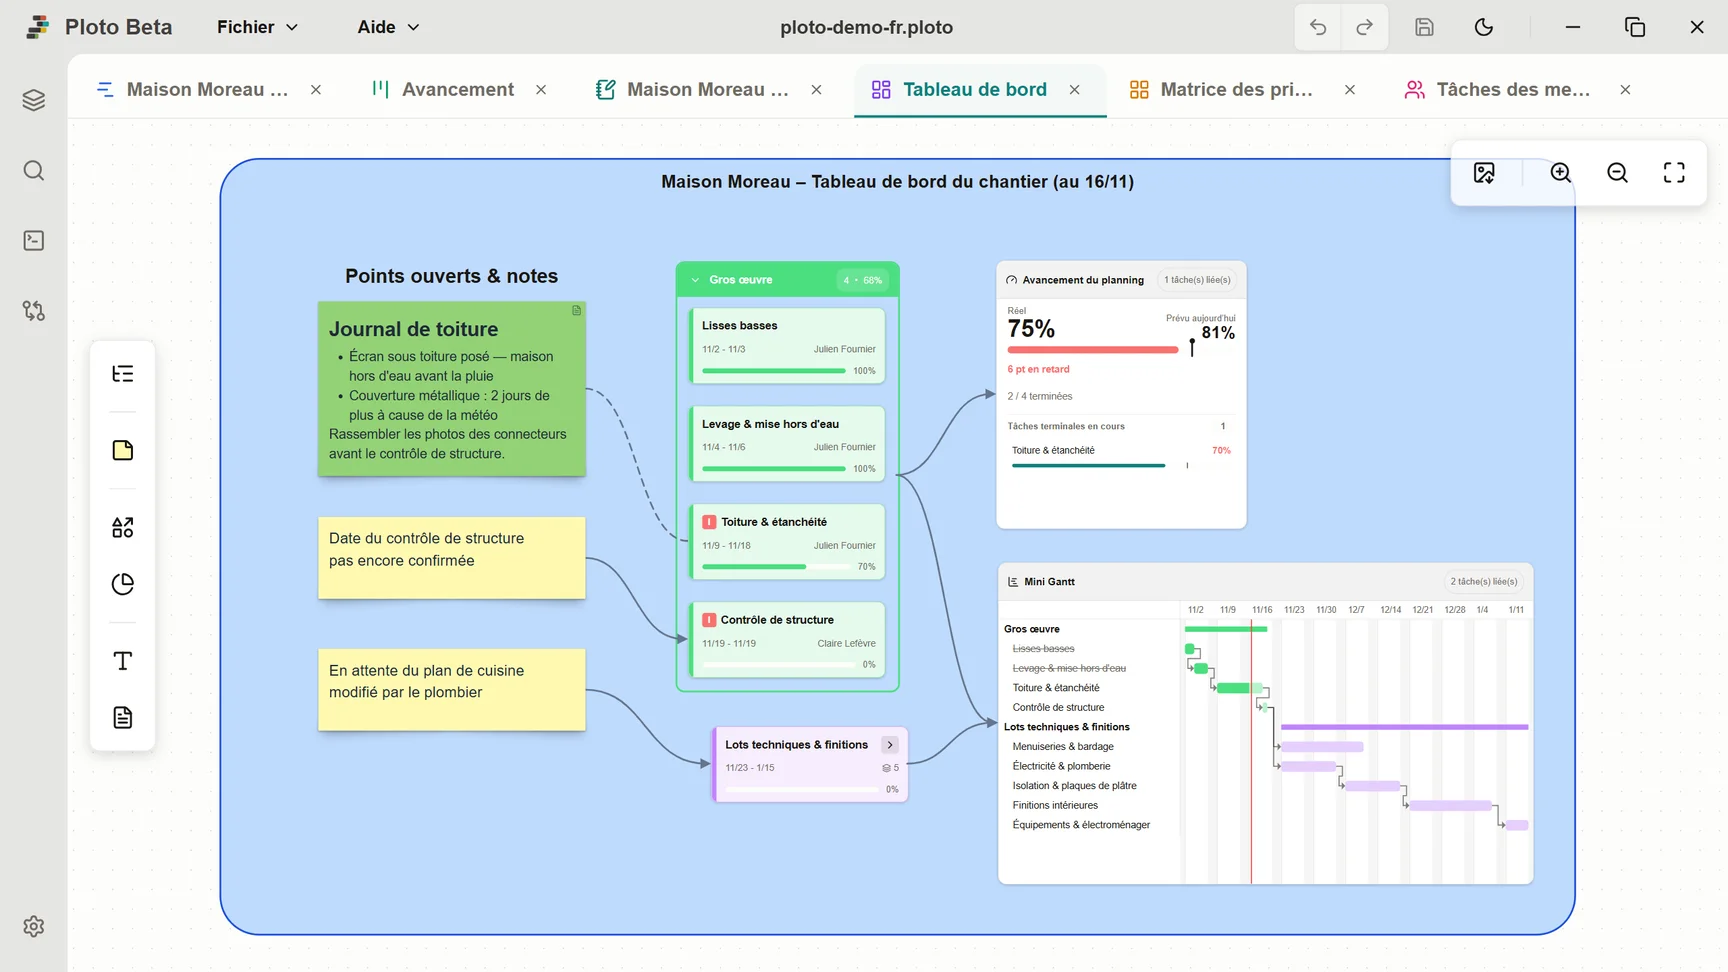 Ploto Beta
Fichier
Aide
ploto-demo-fr.ploto
Maison Moreau ...
Avancement
Maison Moreau ...
Tableau de bord
Matrice des pri...
Tâches des me...
Maison Moreau – Tableau de bord du chantier (au 16/11)
Points ouverts & notes
Journal de toiture
• Écran sous toiture posé — maison
hors d'eau avant la pluie
• Couverture métallique : 2 jours de
plus à cause de la météo
Rassembler les photos des connecteurs
avant le contrôle de structure.
Date du contrôle de structure
pas encore confirmée
En attente du plan de cuisine
modifié par le plombier
Gros œuvre
4 • 68%
Lisses basses
11/2 - 11/3
Julien Fournier
100%
Levage & mise hors d'eau
11/4 - 11/6
Julien Fournier
100%
! Toiture & étanchéité
11/9 - 11/18
Julien Fournier
70%
! Contrôle de structure
11/19 - 11/19
Claire Lefèvre
0%
Lots techniques & finitions
11/23 - 1/15
5
0%
Avancement du planning
1 tâche(s) liée(s)
Réel
75%
Prévu aujourd'hui
81%
6 pt en retard
2 / 4 terminées
Tâches terminales en cours
1
Toiture & étanchéité
70%
Mini Gantt
2 tâche(s) liée(s)
11/2 11/9 11/16 11/23 11/30 12/7 12/14 12/21 12/28 1/4 1/11
Gros œuvre
Lisses basses
Levage & mise hors d'eau
Toiture & étanchéité
Contrôle de structure
Lots techniques & finitions
Menuiseries & bardage
Électricité & plomberie
Isolation & plaques de plâtre
Finitions intérieures
Équipements & électroménager